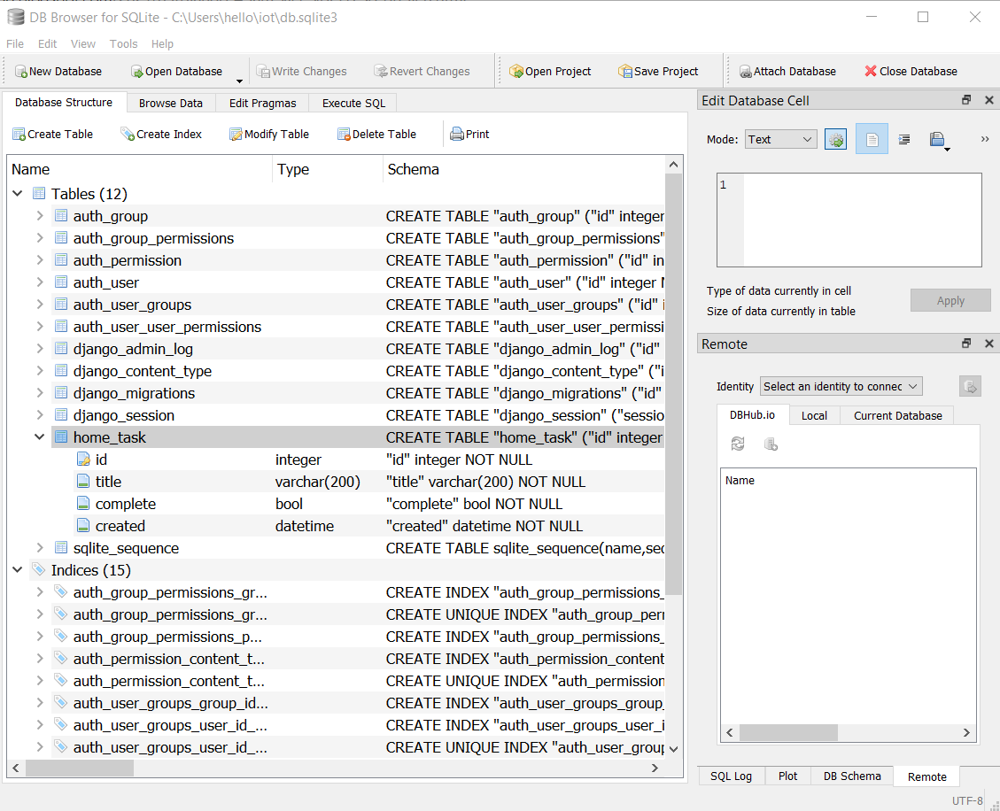 DB Browser for SQLite - C:\Users\hello\iot\db.sqlite3
File Edit View Tools Help
New Database Open Database Write Changes Revert Changes Open Project Save Project Attach Database Close Database
Database Structure Browse Data Edit Pragmas Execute SQL
Create Table Create Index Modify Table Delete Table Print
Name Type Schema
Tables (12)
auth_group CREATE TABLE "auth_group" ("id" integer
auth_group_permissions CREATE TABLE "auth_group_permissions"
auth_permission CREATE TABLE "auth_permission" ("id" in
auth_user CREATE TABLE "auth_user" ("id" integer N
auth_user_groups CREATE TABLE "auth_user_groups" ("id" i
auth_user_user_permissions CREATE TABLE "auth_user_user_permissi
django_admin_log CREATE TABLE "django_admin_log" ("id"
django_content_type CREATE TABLE "django_content_type" ("i
django_migrations CREATE TABLE "django_migrations" ("id"
django_session CREATE TABLE "django_session" ("sessio
home_task CREATE TABLE "home_task" ("id" integer
id integer "id" integer NOT NULL
title varchar(200) "title" varchar(200) NOT NULL
complete bool "complete" bool NOT NULL
created datetime "created" datetime NOT NULL
sqlite_sequence CREATE TABLE sqlite_sequence(name,sec
Indices (15)
auth_group_permissions_gr... CREATE INDEX "auth_group_permissions_
auth_group_permissions_gr... CREATE UNIQUE INDEX "auth_group_perr
auth_group_permissions_p... CREATE INDEX "auth_group_permissions_
auth_permission_content_t... CREATE INDEX "auth_permission_content
auth_permission_content_t... CREATE UNIQUE INDEX "auth_permission
auth_user_groups_group_id... CREATE INDEX "auth_user_groups_group_
auth_user_groups_user_id_... CREATE INDEX "auth_user_groups_user_i
auth_user_groups_user_id_... CREATE UNIQUE INDEX "auth_user_group
Edit Database Cell
Mode: Text
1
Type of data currently in cell
Size of data currently in table
Apply
Remote
Identity Select an identity to connec
DBHub.io Local Current Database
Name
SQL Log Plot DB Schema Remote
UTF-8